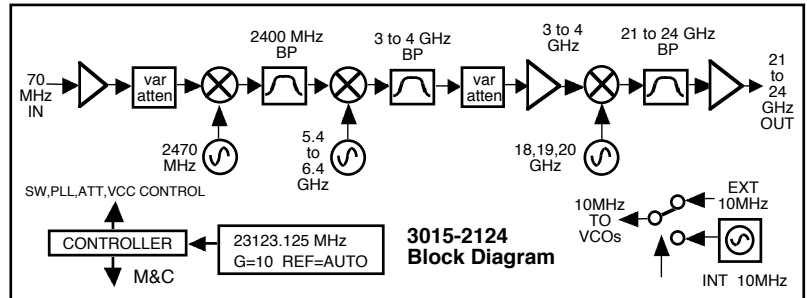 2400 MHz
BP
3 to 4 GHz
BP
3 to 4
GHz
21 to 24 GHz
BP
70
MHz
IN
var
atten
var
atten
21
to
24
GHz
OUT
2470
MHz
5.4
to
6.4
GHz
18,19,20
GHz
SW,PLL,ATT,VCC CONTROL
CONTROLLER
M&C
23123.125 MHz
G=10 REF=AUTO
3015-2124
Block Diagram
10MHz
TO
VCOs
EXT
10MHz
INT 10MHz